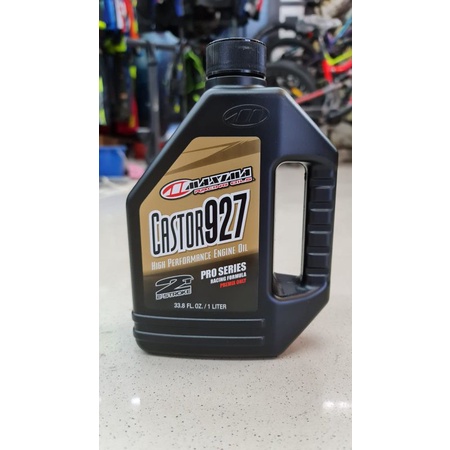 MAXIMA
RACING OILS
CASTOR927
HIGH PERFORMANCE ENGINE OIL
PRO SERIES
RACING FORMULA
PREMIX ONLY
2T
2-STROKE
33.8 FL.OZ. / 1 LITER